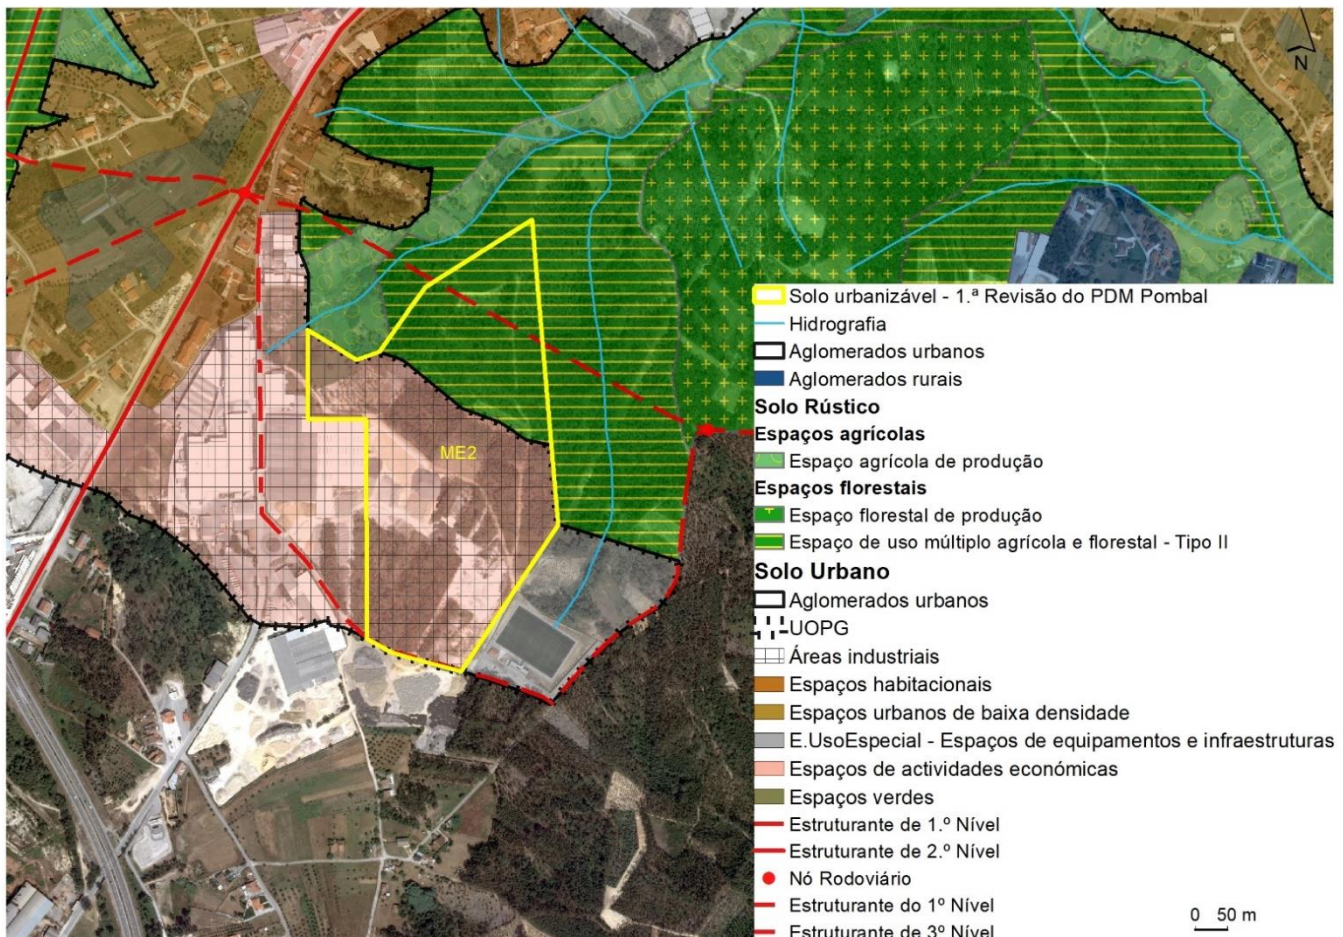 N
ME2
Solo urbanizável - 1.ª Revisão do PDM Pombal
Hidrografia
Aglomerados urbanos
Aglomerados rurais
Solo Rústico
Espaços agrícolas
Espaço agrícola de produção
Espaços florestais
Espaço florestal de produção
Espaço de uso múltiplo agrícola e florestal - Tipo II
Solo Urbano
Aglomerados urbanos
UOPG
Áreas industriais
Espaços habitacionais
Espaços urbanos de baixa densidade
E.UsoEspecial - Espaços de equipamentos e infraestruturas
Espaços de actividades económicas
Espaços verdes
Estruturante de 1.º Nível
Estruturante de 2.º Nível
Nó Rodoviário
Estruturante do 1º Nível
Estruturante de 3º Nível
0 50 m